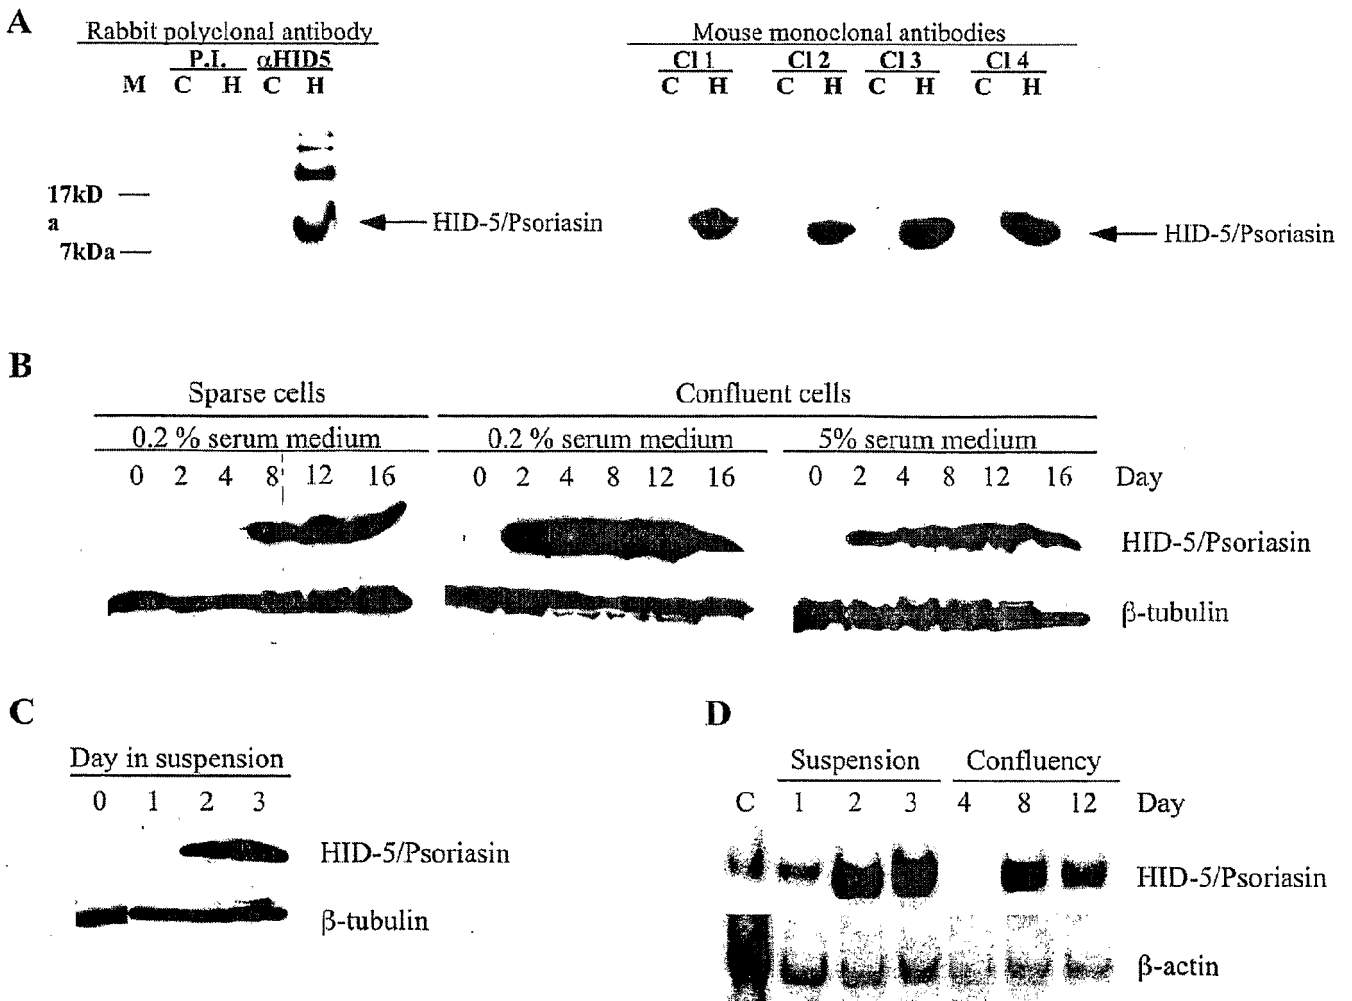 A
Rabbit polyclonal antibody
P.I. αHID5
M C H C H
17kD
a
7kDa
HID-5/Psoriasin
Mouse monoclonal antibodies
Cl 1 Cl 2 Cl 3 Cl 4
C H C H C H C H
HID-5/Psoriasin
B
Sparse cells Confluent cells
0.2 % serum medium 0.2 % serum medium 5% serum medium
0 2 4 8 12 16 0 2 4 8 12 16 0 2 4 8 12 16 Day
HID-5/Psoriasin
β-tubulin
C
Day in suspension
0 1 2 3
HID-5/Psoriasin
β-tubulin
D
Suspension Confluency
C 1 2 3 4 8 12 Day
HID-5/Psoriasin
β-actin